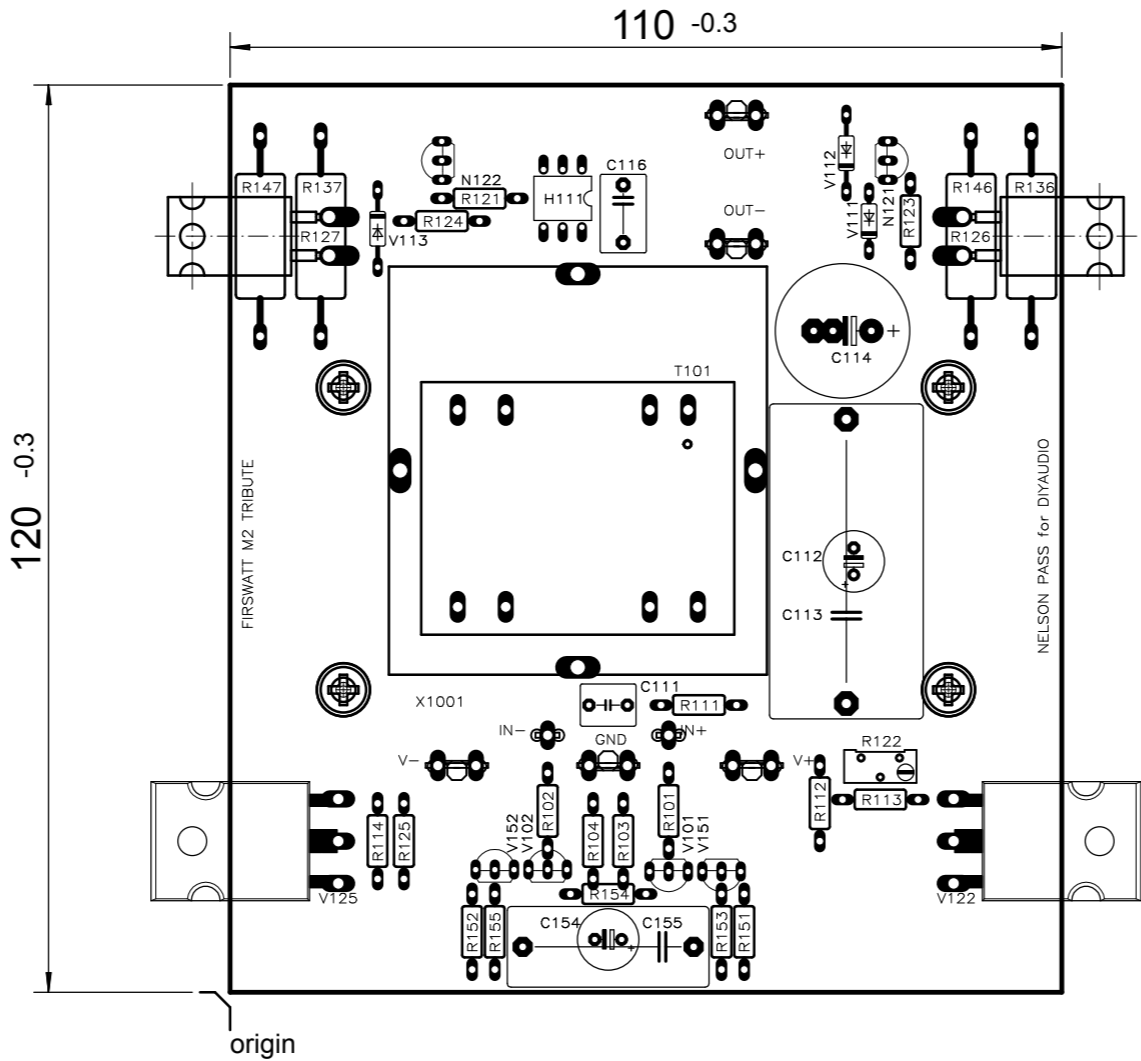 110 -0.3
120 -0.3
OUT+
C116
N122
R147
R137
R121
H111
V112
N121
R146
R136
R124
V113
R127
OUT-
V111
R123
R126
C114
T101
FIRSWATT M2 TRIBUTE
NELSON PASS for DIYAUDIO
C112
C113
X1001
C111
R111
IN-
GND
IN+
V-
V+
R122
R112
R113
R102
R101
R114
R125
V152
V102
R104
R103
V101
V151
V125
V122
R154
R152
R155
C154
C155
R153
R151
origin